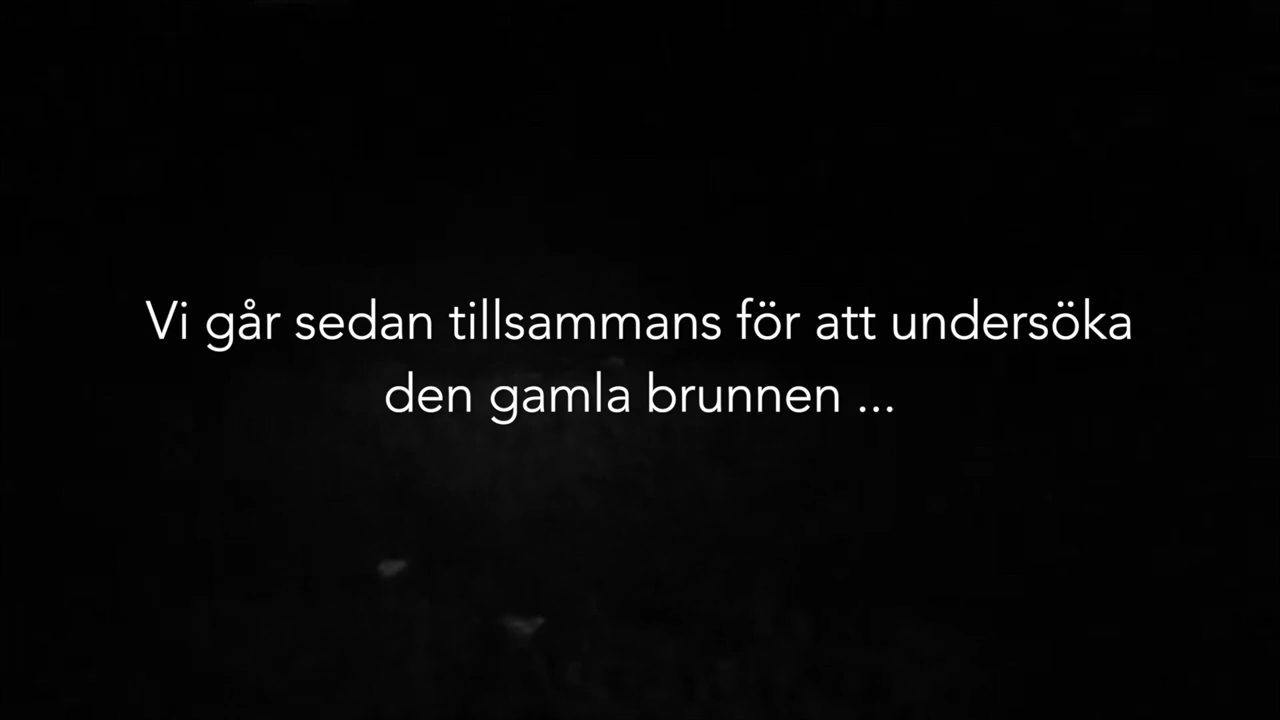 Vi går sedan tillsammans för att undersöka
den gamla brunnen ...